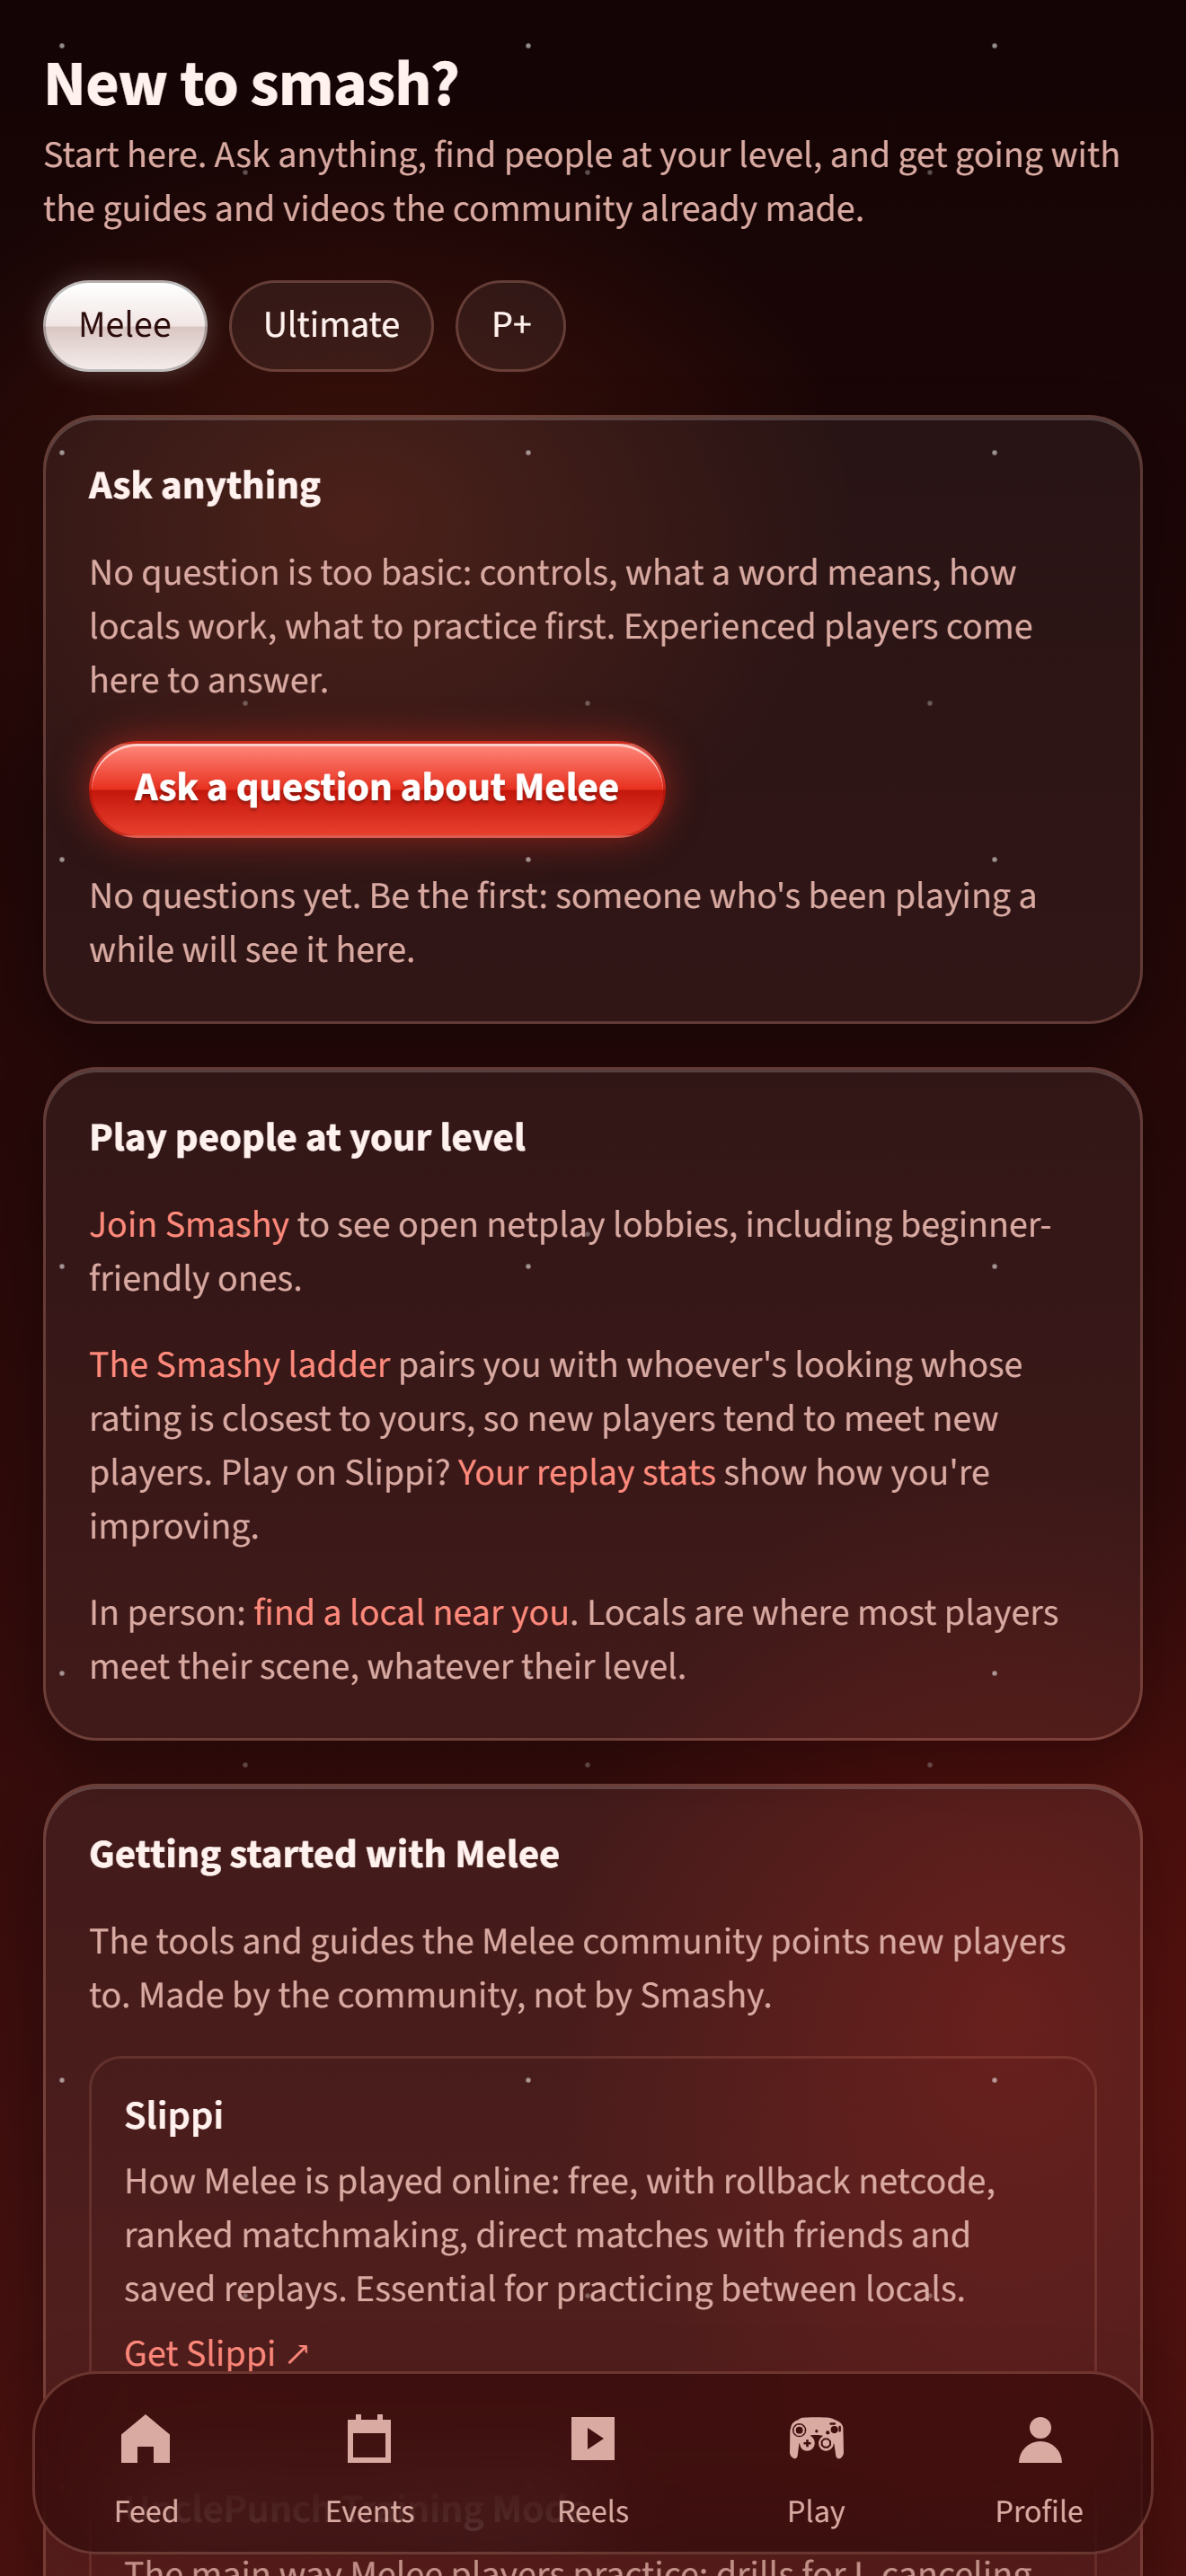 New to smash?
Start here. Ask anything, find people at your level, and get going with
the guides and videos the community already made.
Melee
Ultimate
P+
Ask anything
No question is too basic: controls, what a word means, how
locals work, what to practice first. Experienced players come
here to answer.
Ask a question about Melee
No questions yet. Be the first: someone who's been playing a
while will see it here.
Play people at your level
Join Smashy to see open netplay lobbies, including beginner-
friendly ones.
The Smashy ladder pairs you with whoever's looking whose
rating is closest to yours, so new players tend to meet new
players. Play on Slippi? Your replay stats show how you're
improving.
In person: find a local near you. Locals are where most players
meet their scene, whatever their level.
Getting started with Melee
The tools and guides the Melee community points new players
to. Made by the community, not by Smashy.
Slippi
How Melee is played online: free, with rollback netcode,
ranked matchmaking, direct matches with friends and
saved replays. Essential for practicing between locals.
Get Slippi ↗
Feed
Events
Reels
Play
Profile
The main way Melee players practice: drills for L-canceling